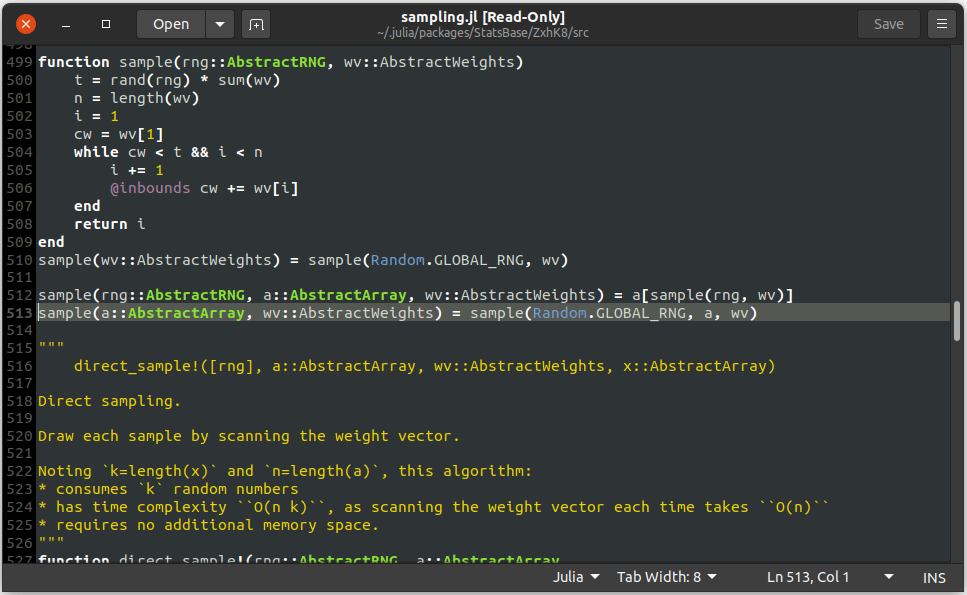 Open
sampling.jl [Read-Only]
~/.julia/packages/StatsBase/ZxhK8/src
Save
498
499 function sample(rng::AbstractRNG, wv::AbstractWeights)
500     t = rand(rng) * sum(wv)
501     n = length(wv)
502     i = 1
503     cw = wv[1]
504     while cw < t && i < n
505         i += 1
506         @inbounds cw += wv[i]
507     end
508     return i
509 end
510 sample(wv::AbstractWeights) = sample(Random.GLOBAL_RNG, wv)
511
512 sample(rng::AbstractRNG, a::AbstractArray, wv::AbstractWeights) = a[sample(rng, wv)]
513 sample(a::AbstractArray, wv::AbstractWeights) = sample(Random.GLOBAL_RNG, a, wv)
514
515 """
516     direct_sample!([rng], a::AbstractArray, wv::AbstractWeights, x::AbstractArray)
517
518 Direct sampling.
519
520 Draw each sample by scanning the weight vector.
521
522 Noting `k=length(x)` and `n=length(a)`, this algorithm:
523 * consumes `k` random numbers
524 * has time complexity ``O(n k)``, as scanning the weight vector each time takes ``O(n)``
525 * requires no additional memory space.
526 """
527 function direct_sample!(rng::AbstractRNG, a::AbstractArray,
Julia Tab Width: 8 Ln 513, Col 1 INS